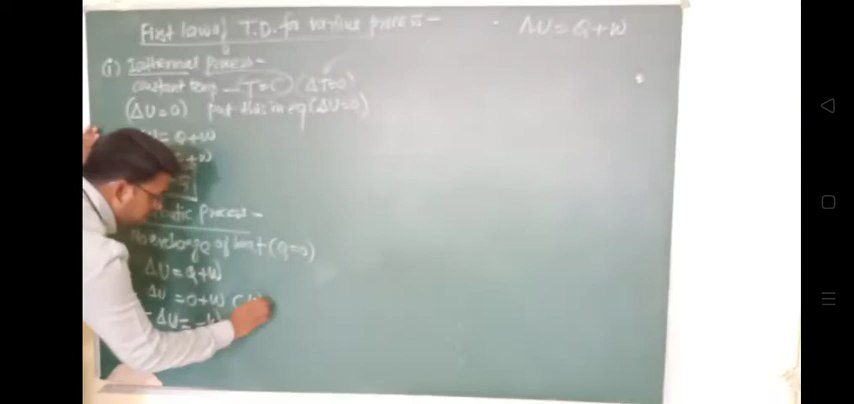 First law of T.D. for various process -
ΔU = Q+W
(i) Isothermal Process -
constant temp - T=C (ΔT=0)
(ΔU=0) put this in eq (ΔU=0)
= Q+W
+W
Process -
No exchange of heat (Q=0)
ΔU = Q+W
ΔU = 0+W
-ΔU = -W